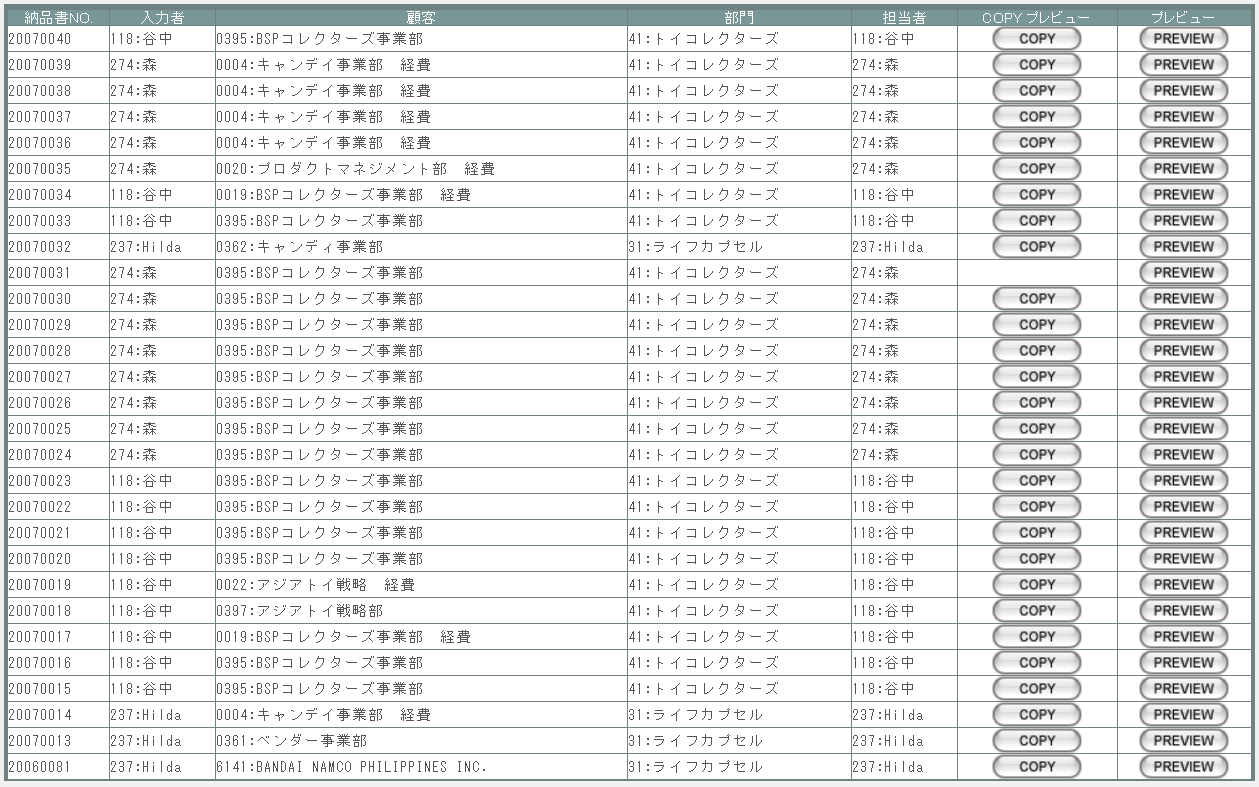 納品書NO. 入力者 顧客 部門 担当者 COPYプレビュー プレビュー
20070040 118:谷中 0395:BSPコレクターズ事業部 41:トイコレクターズ 118:谷中 COPY PREVIEW
20070039 274:森 0004:キャンデイ事業部　経費 41:トイコレクターズ 274:森 COPY PREVIEW
20070038 274:森 0004:キャンデイ事業部　経費 41:トイコレクターズ 274:森 COPY PREVIEW
20070037 274:森 0004:キャンデイ事業部　経費 41:トイコレクターズ 274:森 COPY PREVIEW
20070036 274:森 0004:キャンデイ事業部　経費 41:トイコレクターズ 274:森 COPY PREVIEW
20070035 274:森 0020:プロダクトマネジメント部　経費 41:トイコレクターズ 274:森 COPY PREVIEW
20070034 118:谷中 0019:BSPコレクターズ事業部　経費 41:トイコレクターズ 118:谷中 COPY PREVIEW
20070033 118:谷中 0395:BSPコレクターズ事業部 41:トイコレクターズ 118:谷中 COPY PREVIEW
20070032 237:Hilda 0362:キャンディ事業部 31:ライフカプセル 237:Hilda COPY PREVIEW
20070031 274:森 0395:BSPコレクターズ事業部 41:トイコレクターズ 274:森 PREVIEW
20070030 274:森 0395:BSPコレクターズ事業部 41:トイコレクターズ 274:森 COPY PREVIEW
20070029 274:森 0395:BSPコレクターズ事業部 41:トイコレクターズ 274:森 COPY PREVIEW
20070028 274:森 0395:BSPコレクターズ事業部 41:トイコレクターズ 274:森 COPY PREVIEW
20070027 274:森 0395:BSPコレクターズ事業部 41:トイコレクターズ 274:森 COPY PREVIEW
20070026 274:森 0395:BSPコレクターズ事業部 41:トイコレクターズ 274:森 COPY PREVIEW
20070025 274:森 0395:BSPコレクターズ事業部 41:トイコレクターズ 274:森 COPY PREVIEW
20070024 274:森 0395:BSPコレクターズ事業部 41:トイコレクターズ 274:森 COPY PREVIEW
20070023 118:谷中 0395:BSPコレクターズ事業部 41:トイコレクターズ 118:谷中 COPY PREVIEW
20070022 118:谷中 0395:BSPコレクターズ事業部 41:トイコレクターズ 118:谷中 COPY PREVIEW
20070021 118:谷中 0395:BSPコレクターズ事業部 41:トイコレクターズ 118:谷中 COPY PREVIEW
20070020 118:谷中 0395:BSPコレクターズ事業部 41:トイコレクターズ 118:谷中 COPY PREVIEW
20070019 118:谷中 0022:アジアトイ戦略　経費 41:トイコレクターズ 118:谷中 COPY PREVIEW
20070018 118:谷中 0397:アジアトイ戦略部 41:トイコレクターズ 118:谷中 COPY PREVIEW
20070017 118:谷中 0019:BSPコレクターズ事業部　経費 41:トイコレクターズ 118:谷中 COPY PREVIEW
20070016 118:谷中 0395:BSPコレクターズ事業部 41:トイコレクターズ 118:谷中 COPY PREVIEW
20070015 118:谷中 0395:BSPコレクターズ事業部 41:トイコレクターズ 118:谷中 COPY PREVIEW
20070014 237:Hilda 0004:キャンデイ事業部　経費 31:ライフカプセル 237:Hilda COPY PREVIEW
20070013 237:Hilda 0361:ベンダー事業部 31:ライフカプセル 237:Hilda COPY PREVIEW
20060081 237:Hilda 6141:BANDAI NAMCO PHILIPPINES INC. 31:ライフカプセル 237:Hilda COPY PREVIEW